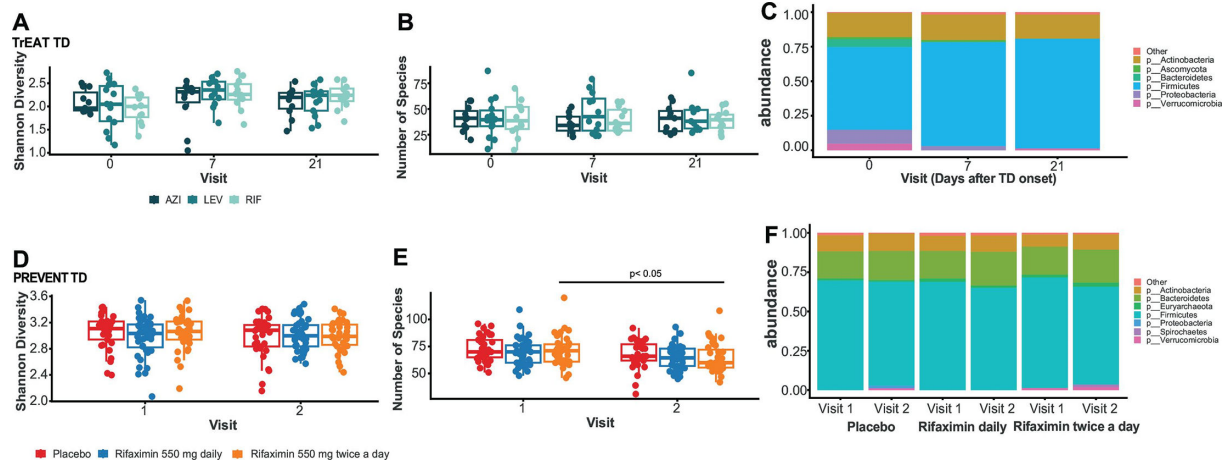 A
TrEAT TD
Shannon Diversity
2.5
2.0
1.5
1.0
0
7
21
Visit
AZI LEV RIF
B
Number of Species
75
50
25
0
7
21
Visit
C
abundance
1.00
0.75
0.50
0.25
0.00
0
7
21
Visit (Days after TD onset)
Other
p__Actinobacteria
p__Ascomycota
p__Bacteroidetes
p__Firmicutes
p__Proteobacteria
p__Verrucomicrobia
D
PREVENT TD
Shannon Diversity
3.6
3.2
2.8
2.4
2.0
1
2
Visit
Placebo Rifaximin 550 mg daily Rifaximin 550 mg twice a day
E
p< 0.05
Number of Species
100
75
50
1
2
Visit
F
abundance
1.00
0.75
0.50
0.25
0.00
Visit 1 Visit 2 Visit 1 Visit 2 Visit 1 Visit 2
Placebo Rifaximin daily Rifaximin twice a day
Other
p__Actinobacteria
p__Bacteroidetes
p__Euryarchaeota
p__Firmicutes
p__Proteobacteria
p__Spirochaetes
p__Verrucomicrobia